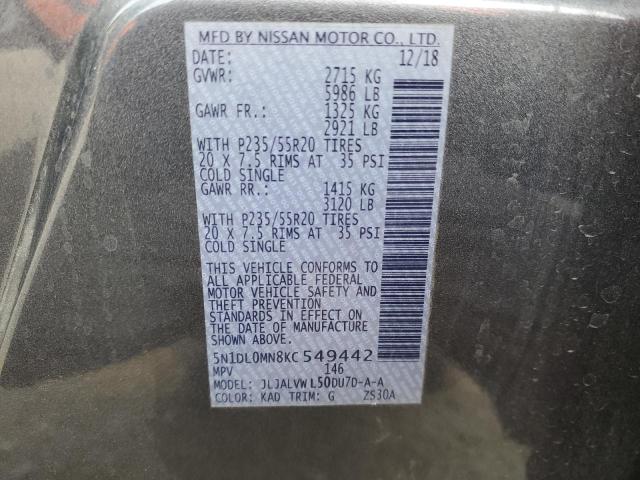 MFD BY NISSAN MOTOR CO., LTD.
DATE: 12/18
GVWR: 2715 KG
5986 LB
GAWR FR.: 1325 KG
2921 LB
WITH P235/55R20 TIRES
20 X 7.5 RIMS AT 35 PSI
COLD SINGLE
GAWR RR.: 1415 KG
3120 LB
WITH P235/55R20 TIRES
20 X 7.5 RIMS AT 35 PSI
COLD SINGLE
THIS VEHICLE CONFORMS TO
ALL APPLICABLE FEDERAL
MOTOR VEHICLE SAFETY AND
THEFT PREVENTION
STANDARDS IN EFFECT ON
THE DATE OF MANUFACTURE
SHOWN ABOVE.
5N1DL0MN8KC 549442
MPV 146
MODEL: JLJALVW L50DU7D-A-A
COLOR: KAD TRIM: G ZS30A